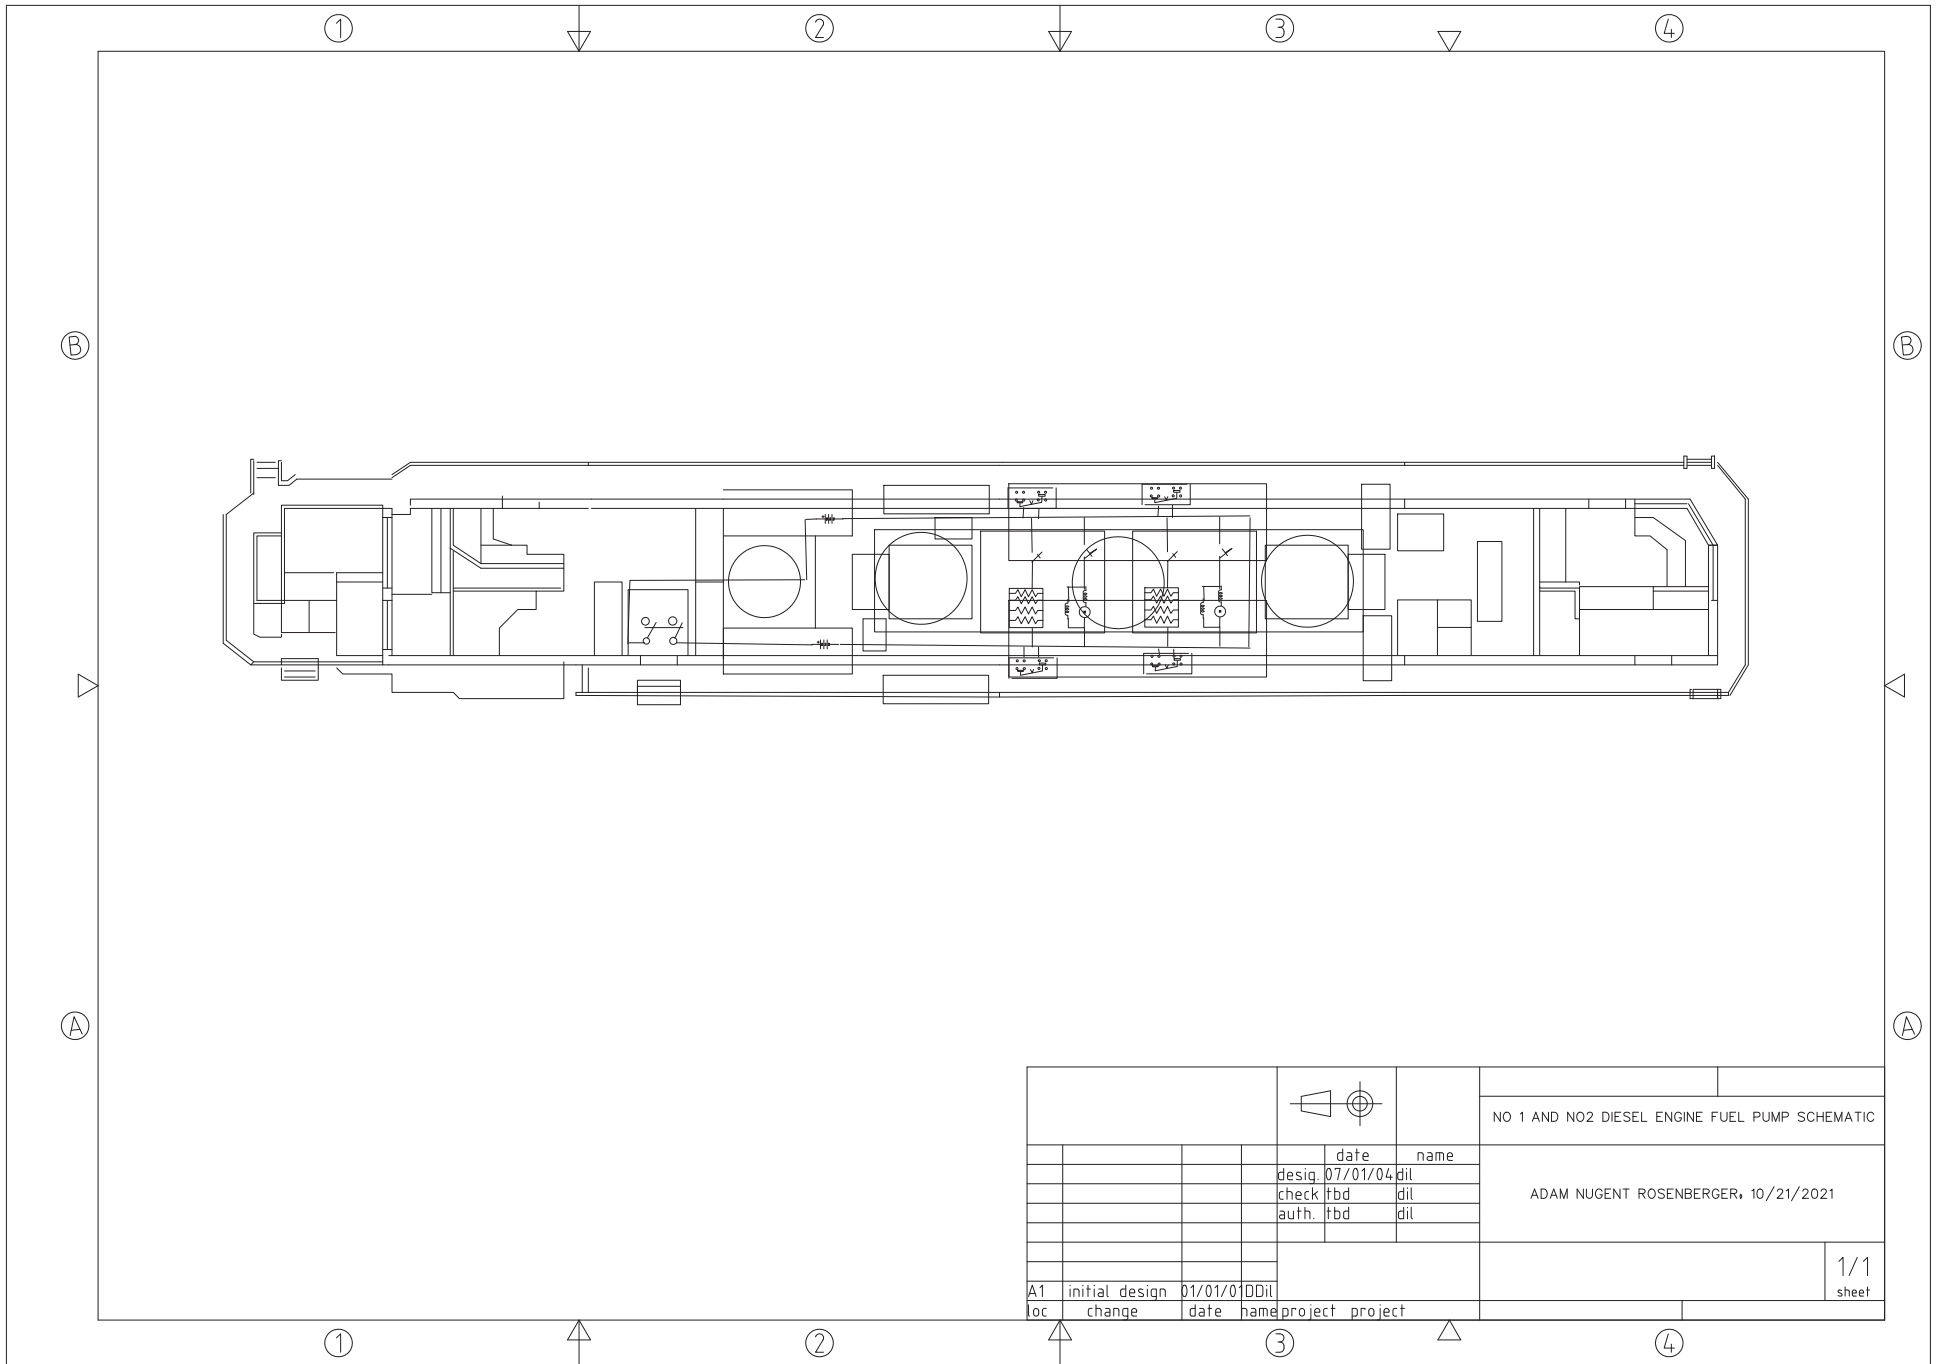 1 2 3 4
B B
A A
NO 1 AND NO2 DIESEL ENGINE FUEL PUMP SCHEMATIC
date name
desig. 07/01/04 dil
check tbd dil
auth. tbd dil
ADAM NUGENT ROSENBERGER, 10/21/2021
1/1
sheet
A1 initial design 01/01/01 DDil
loc change date name project project
1 2 3 4